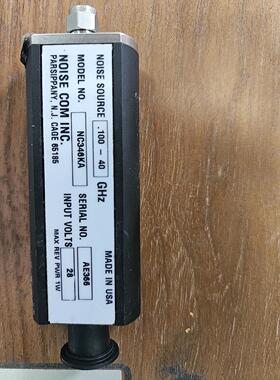 NOISE COM INC.
PARSIPPANY, N.J. CAGE 65185
MODEL NO. NC346KA
NOISE SOURCE .100 - 40 GHz
SERIAL NO. AE366
INPUT VOLTS 28
MAX REV PWR 1W
MADE IN USA